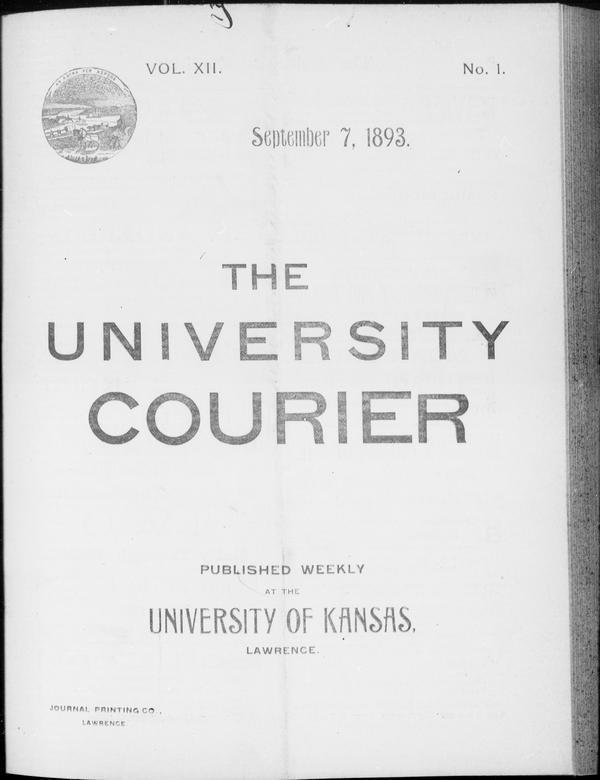 VOL. XII.
No. 1.
September 7, 1893.
THE
UNIVERSITY
COURIER
PUBLISHED WEEKLY
AT THE
UNIVERSITY OF KANSAS,
LAWRENCE.
JOURNAL PRINTING CO.,
LAWRENCE